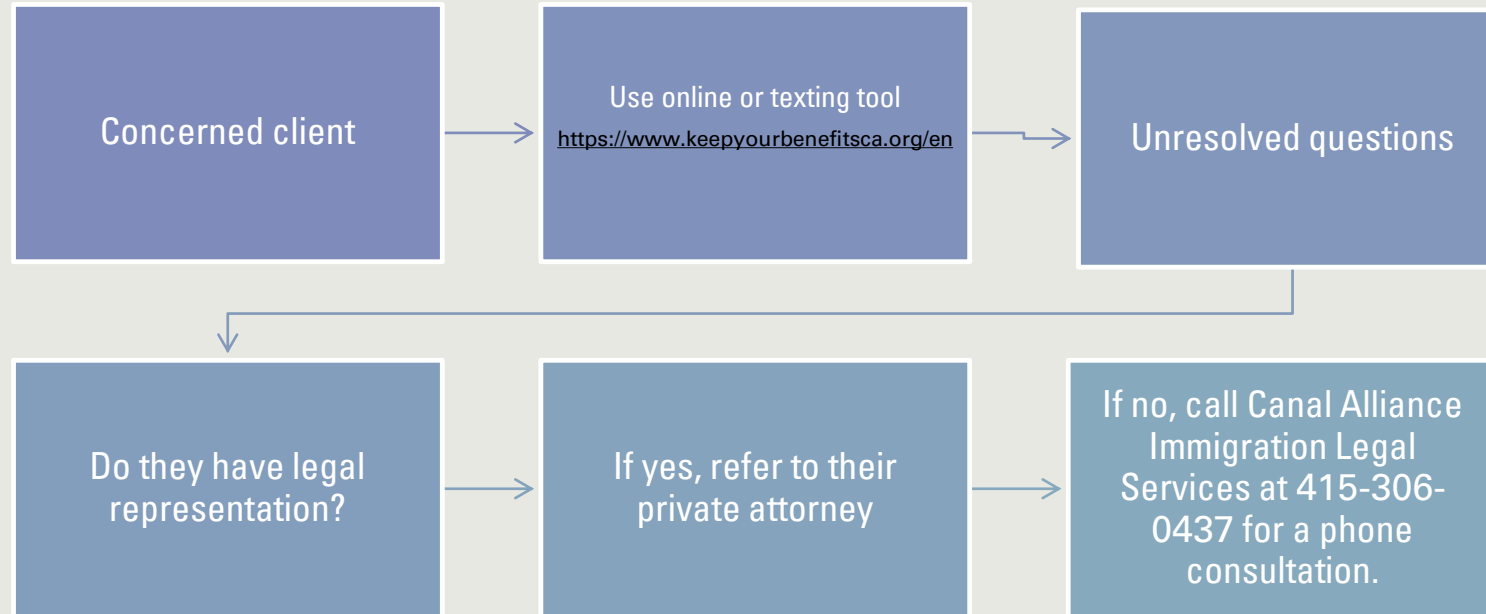 Concerned client
Use online or texting tool
https://www.keepyourbenefitsca.org/en
Unresolved questions
Do they have legal
representation?
If yes, refer to their
private attorney
If no, call Canal Alliance
Immigration Legal
Services at 415-306-
0437 for a phone
consultation.